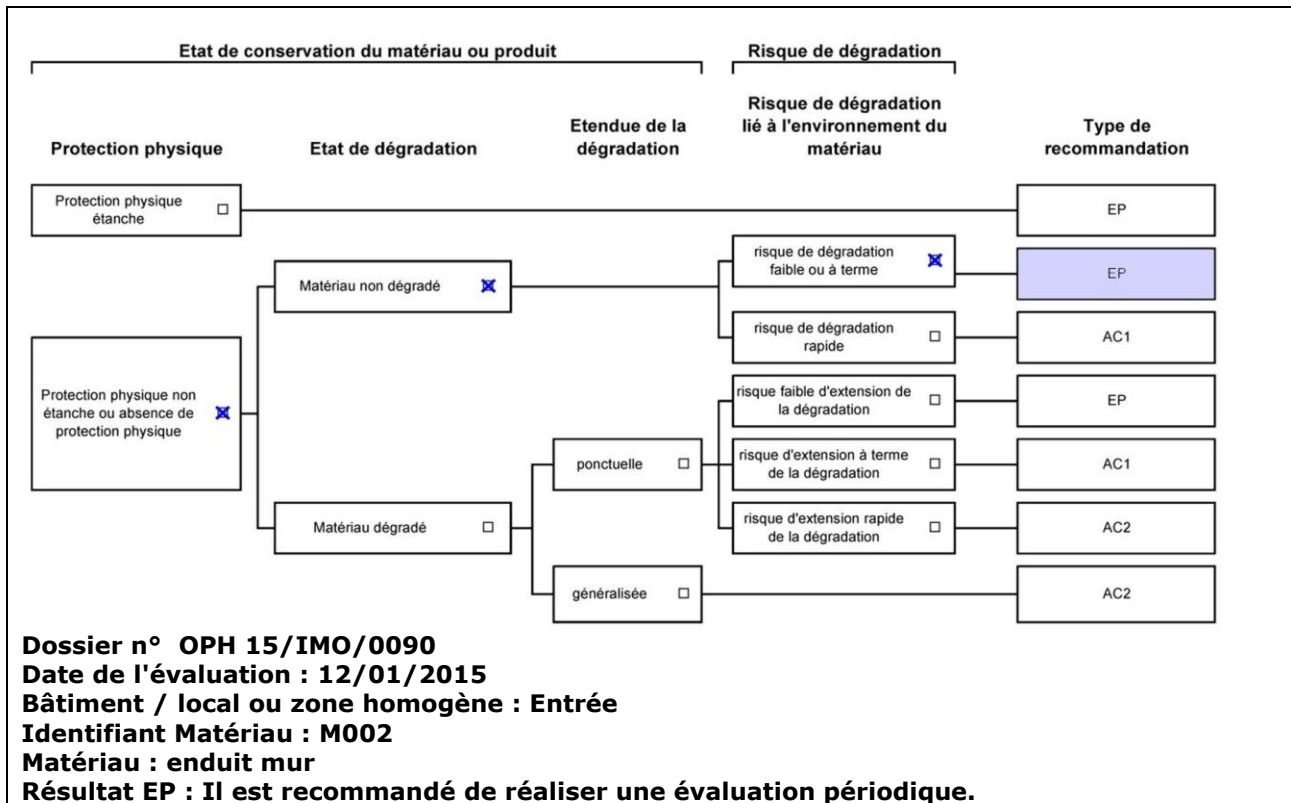 Etat de conservation du matériau ou produit
Risque de dégradation
Protection physique
Etat de dégradation
Etendue de la
dégradation
Risque de dégradation
lié à l'environnement du
matériau
Type de
recommandation
Protection physique
étanche
EP
risque de dégradation
faible ou à terme
EP
Matériau non dégradé
risque de dégradation
rapide
AC1
Protection physique non
étanche ou absence de
protection physique
risque faible d'extension de
la dégradation
EP
ponctuelle
risque d'extension à terme
de la dégradation
AC1
Matériau dégradé
risque d'extension rapide
de la dégradation
AC2
généralisée
AC2
Dossier n° OPH 15/IMO/0090
Date de l'évaluation : 12/01/2015
Bâtiment / local ou zone homogène : Entrée
Identifiant Matériau : M002
Matériau : enduit mur
Résultat EP : Il est recommandé de réaliser une évaluation périodique.